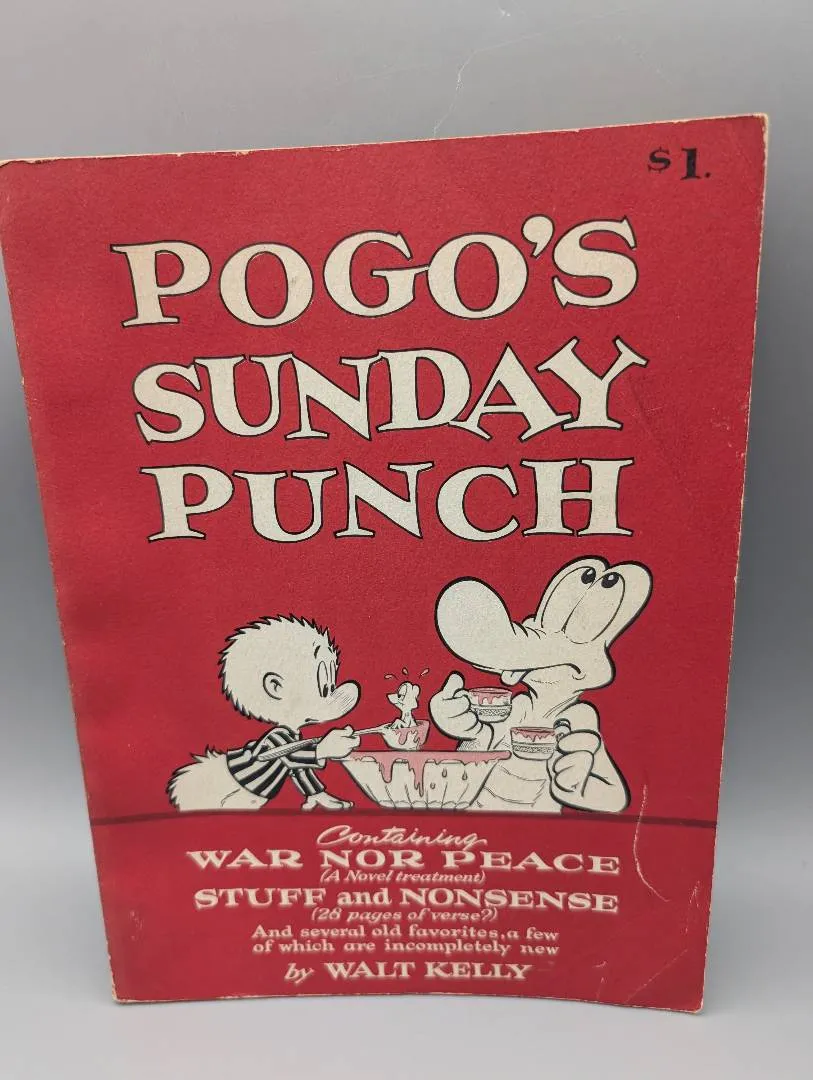 $1.
POGO'S
SUNDAY
PUNCH
Containing
WAR NOR PEACE
(A Novel treatment)
STUFF and NONSENSE
(28 pages of verse?)
And several old favorites, a few
of which are incompletely new
by WALT KELLY